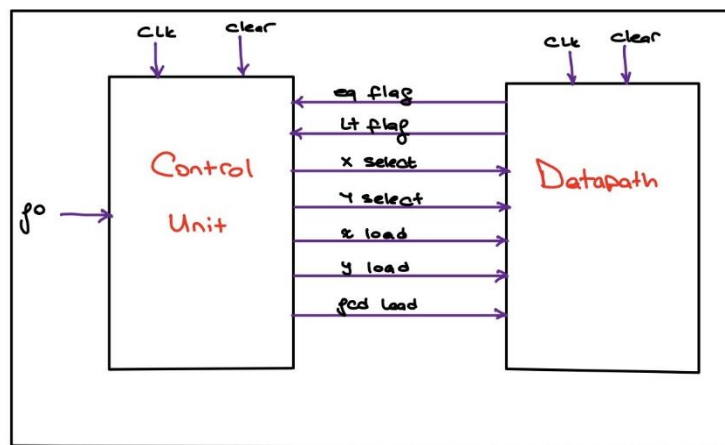 CLk clear
CLk clear
eq flag
Lt flag
Control
Unit
x select
Datapath
Y select
go
x load
y load
gcd load